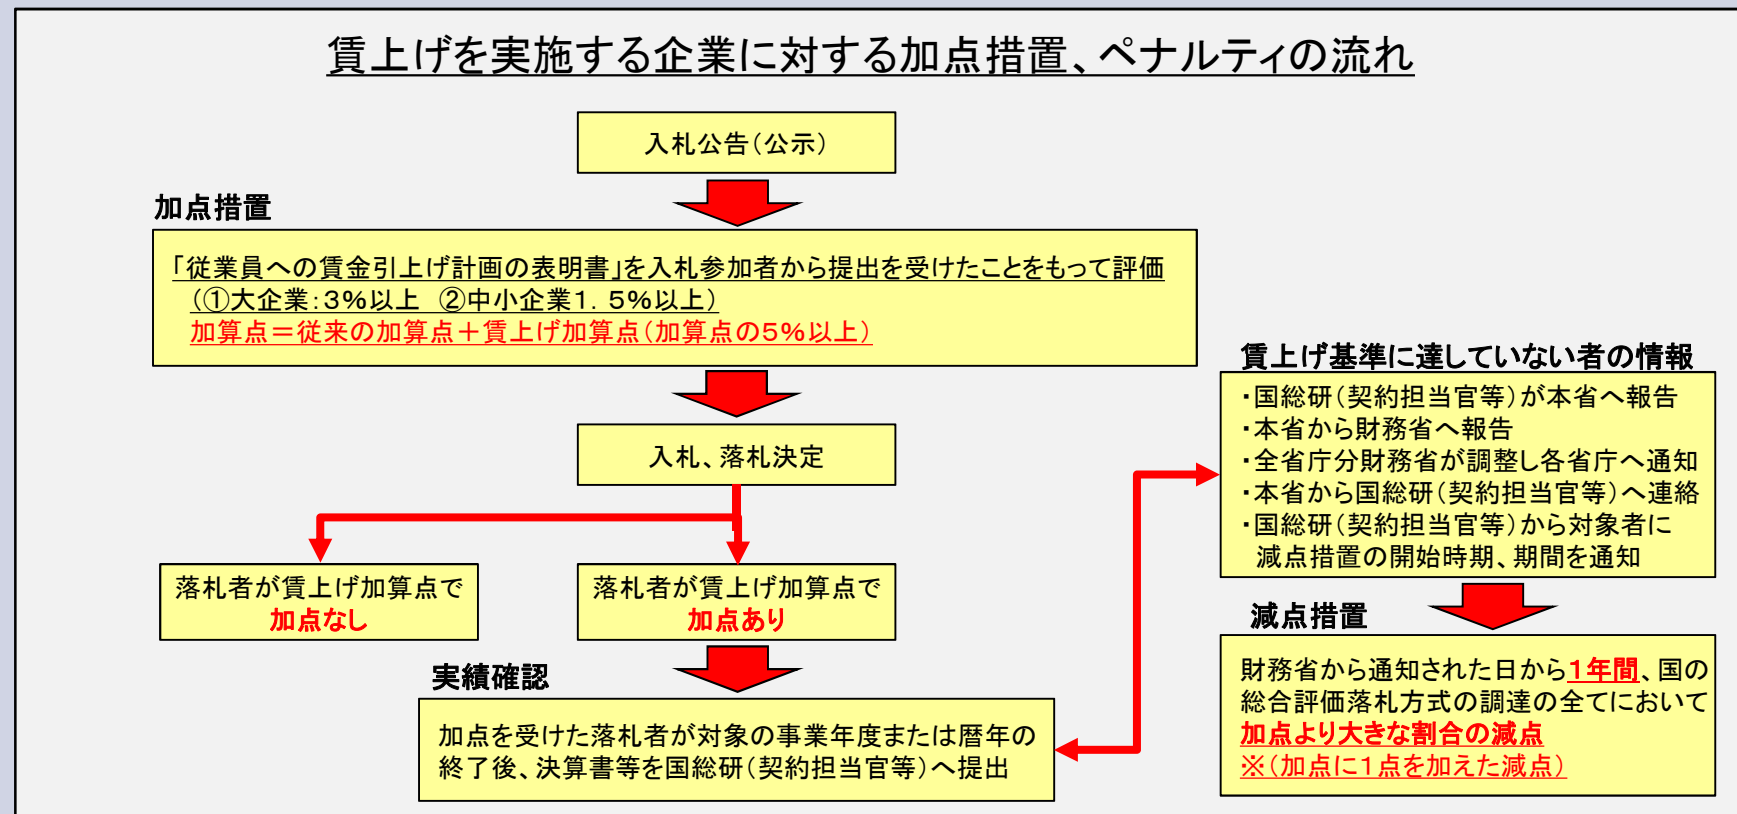 賃上げを実施する企業に対する加点措置、ペナルティの流れ
入札公告(公示)
加点措置
「従業員への賃金引上げ計画の表明書」を入札参加者から提出を受けたことをもって評価
(①大企業:3%以上 ②中小企業1.5%以上)
加算点=従来の加算点+賃上げ加算点(加算点の5%以上)
入札、落札決定
落札者が賃上げ加算点で
加点なし
落札者が賃上げ加算点で
加点あり
実績確認
加点を受けた落札者が対象の事業年度または暦年の
終了後、決算書等を国総研(契約担当官等)へ提出
賃上げ基準に達していない者の情報
・国総研(契約担当官等)が本省へ報告
・本省から財務省へ報告
・全省庁分財務省が調整し各省庁へ通知
・本省から国総研(契約担当官等)へ連絡
・国総研(契約担当官等)から対象者に
減点措置の開始時期、期間を通知
減点措置
財務省から通知された日から1年間、国の
総合評価落札方式の調達の全てにおいて
加点より大きな割合の減点
※(加点に1点を加えた減点)